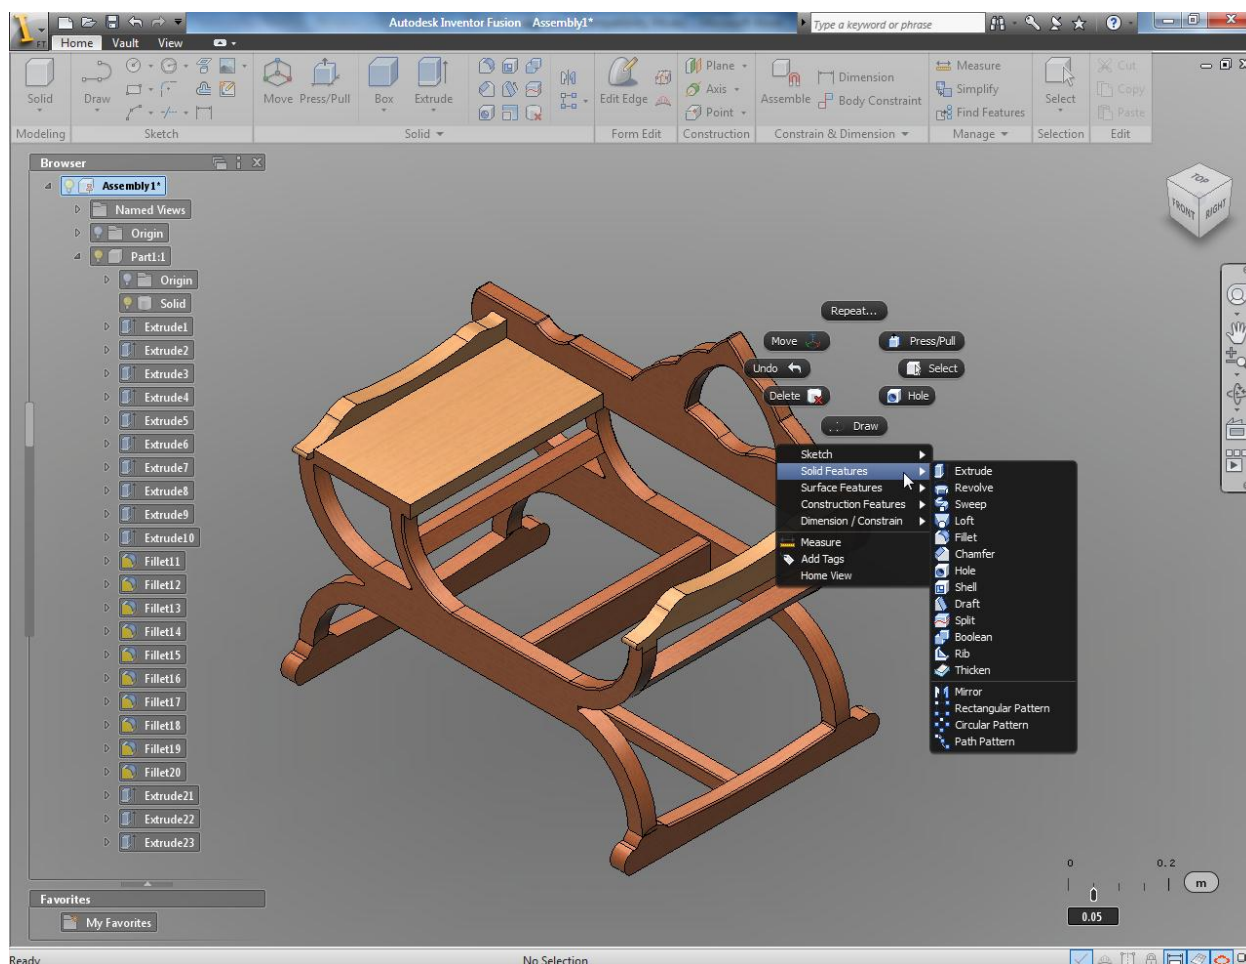 Autodesk Inventor Fusion Assembly1*
Type a keyword or phrase
FT
Home Vault View
Solid
Draw
Move Press/Pull
Box
Extrude
Edit Edge
Plane
Axis
Point
Assemble
Dimension
Body Constraint
Measure
Simplify
Find Features
Select
Cut
Copy
Paste
Modeling
Sketch
Solid
Form Edit
Construction
Constrain & Dimension
Manage
Selection
Edit
Browser
Assembly1*
Named Views
Origin
Part1:1
Origin
Solid
Extrude1
Extrude2
Extrude3
Extrude4
Extrude5
Extrude6
Extrude7
Extrude8
Extrude9
Extrude10
Fillet11
Fillet12
Fillet13
Fillet14
Fillet15
Fillet16
Fillet17
Fillet18
Fillet19
Fillet20
Extrude21
Extrude22
Extrude23
Favorites
My Favorites
TOP
FRONT
RIGHT
Repeat...
Move
Press/Pull
Undo
Select
Delete
Hole
Draw
Sketch
Solid Features
Surface Features
Construction Features
Dimension / Constrain
Measure
Add Tags
Home View
Extrude
Revolve
Sweep
Loft
Fillet
Chamfer
Hole
Shell
Draft
Split
Boolean
Rib
Thicken
Mirror
Rectangular Pattern
Circular Pattern
Path Pattern
0 0.2
m
0.05
Ready
No Selection